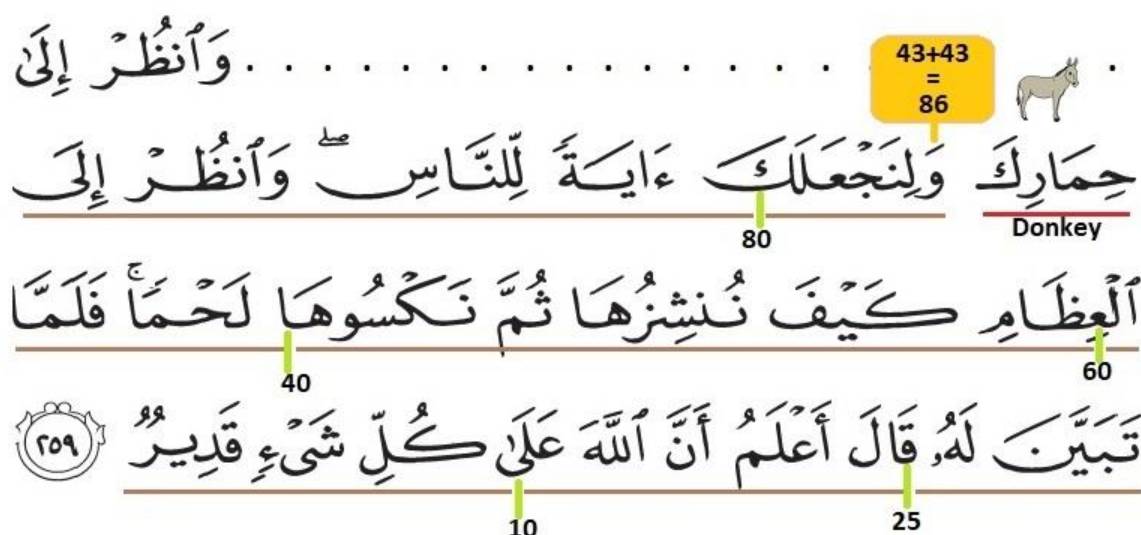 . . . . . . . . . . . . . . . . . وَٱنظُرۡ إِلَىٰ
43+43
=
86
حِمَارِكَ وَلِنَجۡعَلَكَ ءَايَةٗ لِّلنَّاسِۖ وَٱنظُرۡ إِلَى
Donkey
80
ٱلۡعِظَامِ كَيۡفَ نُنشِزُهَا ثُمَّ نَكۡسُوهَا لَحۡمٗاۚ فَلَمَّا
60
40
تَبَيَّنَ لَهُۥ قَالَ أَعۡلَمُ أَنَّ ٱللَّهَ عَلَىٰ كُلِّ شَيۡءٖ قَدِيرٞ ٢٥٩
25
10